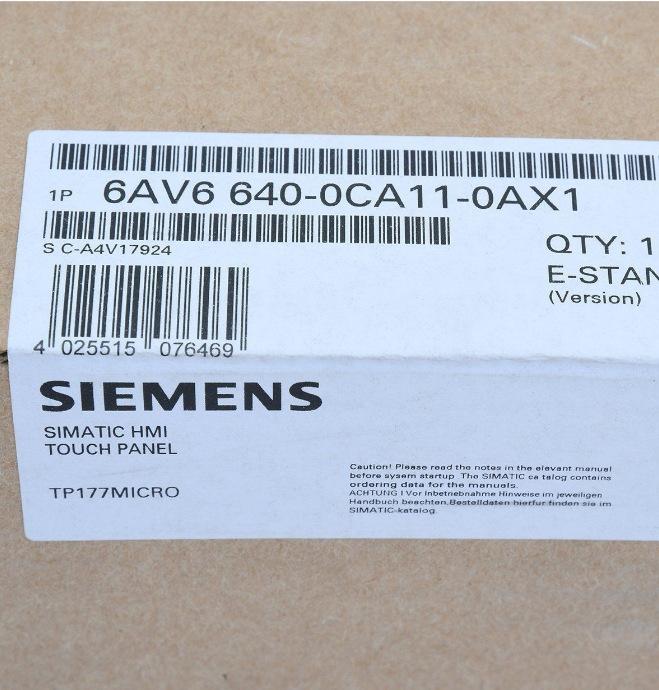 1P 6AV6 640-0CA11-0AX1
S C-A4V17924
QTY: 1
E-STAN
(Version)
4 025515 076469
SIEMENS
SIMATIC HMI
TOUCH PANEL
TP177MICRO
Caution! Please read the notes in the elevant manual
before sysem startup The SIMATIC ca talog contains
ordering data for the manuals.
ACHTUNG ! Vor Inbetriebnahme Hinweise im jeweiligen
Handbuch beachten.Bestelldaten hierfur finden sie im
SIMATIC-katalog.